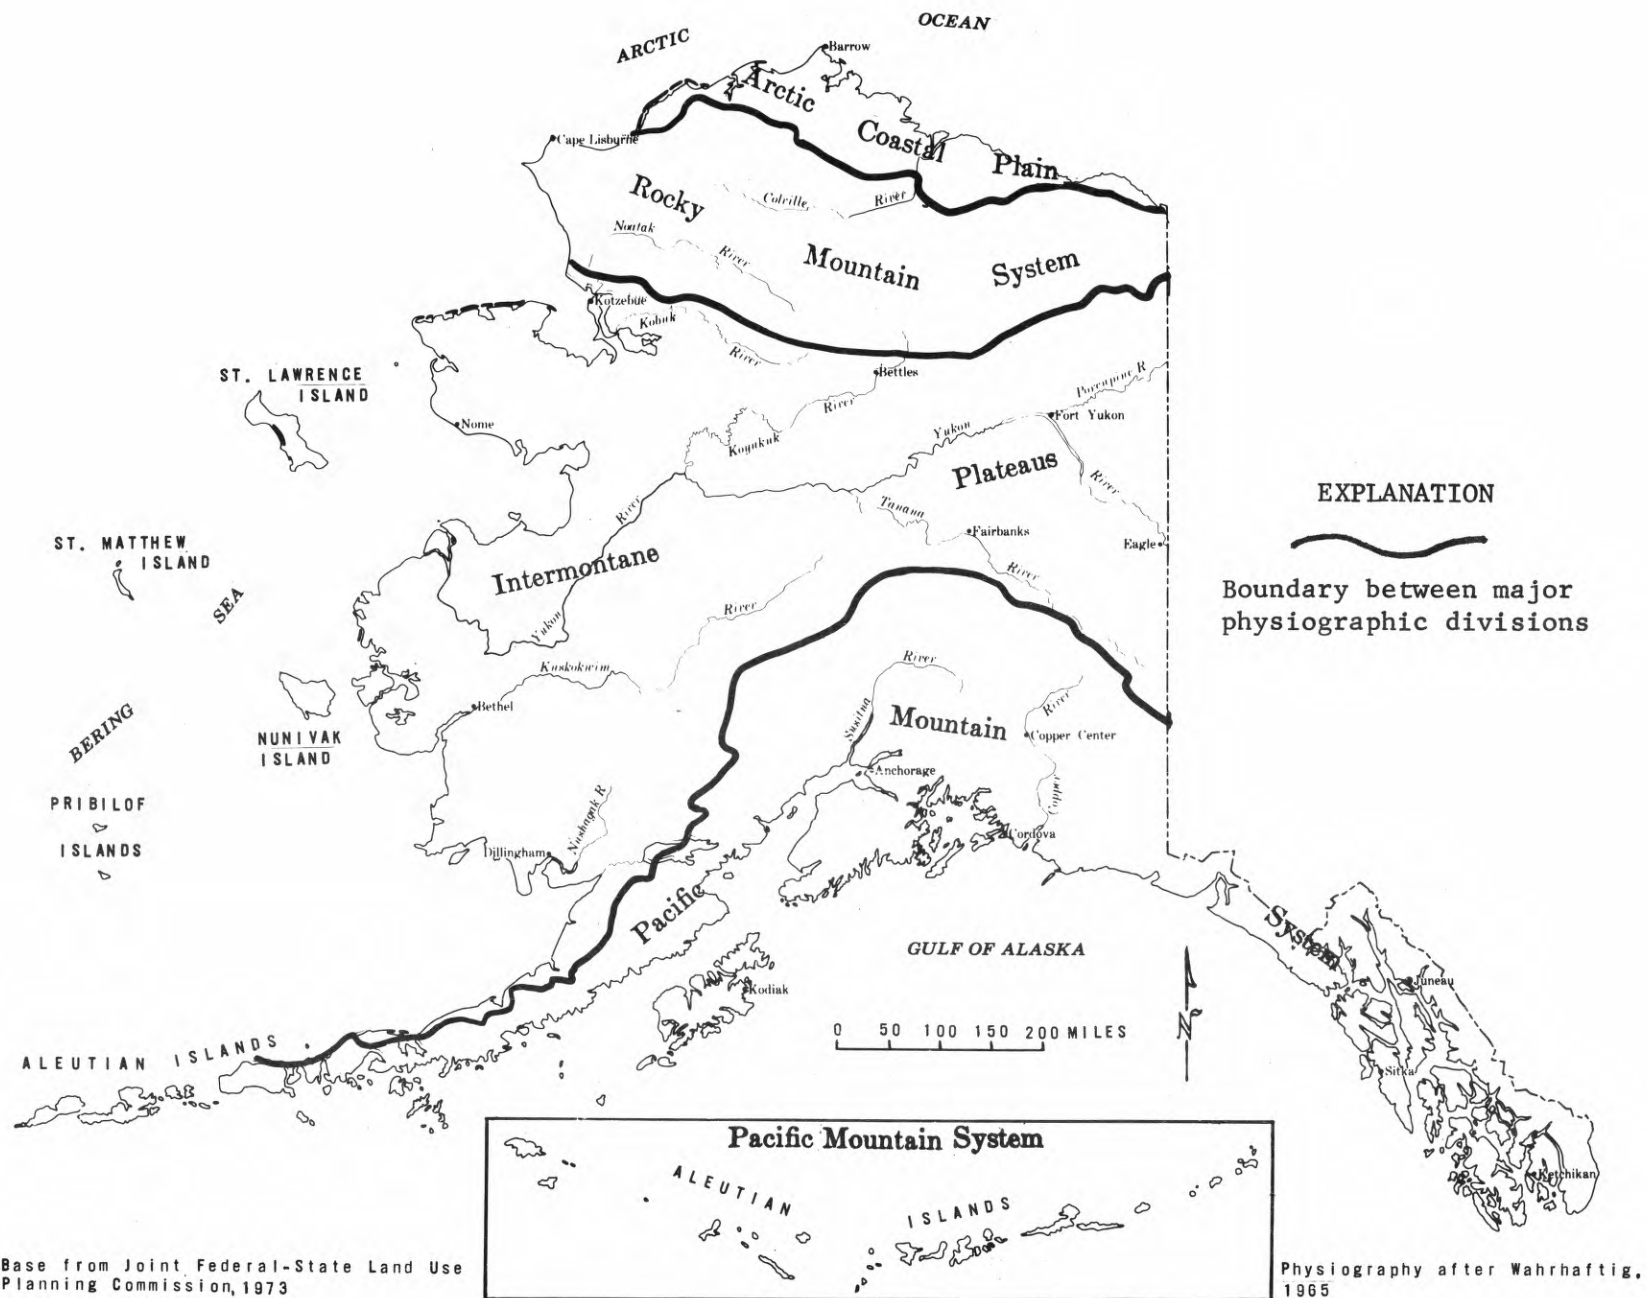 OCEAN
ARCTIC
Barrow
Arctic Coastal Plain
Cape Lisburne
Rocky Mountain System
Colville River
Noatak River
Kotzebue
Kobuk River
Bettles
Porcupine R
ST. LAWRENCE
ISLAND
River
Fort Yukon
Nome
Yukon
Koyukuk
Plateaus
River
EXPLANATION
River
Tanana
Fairbanks
Eagle
ST. MATTHEW
ISLAND
Intermontane
River
Boundary between major
physiographic divisions
SEA
River
Yukon
Kuskokwim
River
Bethel
River
Susitna
Mountain
Copper Center
BERING
NUNIVAK
ISLAND
Anchorage
Copper
PRIBILOF
ISLANDS
Nushagak R
Cordova
Dillingham
Pacific
System
GULF OF ALASKA
Juneau
Kodiak
0 50 100 150 200 MILES
N
ALEUTIAN ISLANDS
Sitka
Pacific Mountain System
ALEUTIAN ISLANDS
Ketchikan
Base from Joint Federal-State Land Use
Planning Commission, 1973
Physiography after Wahrhaftig,
1965